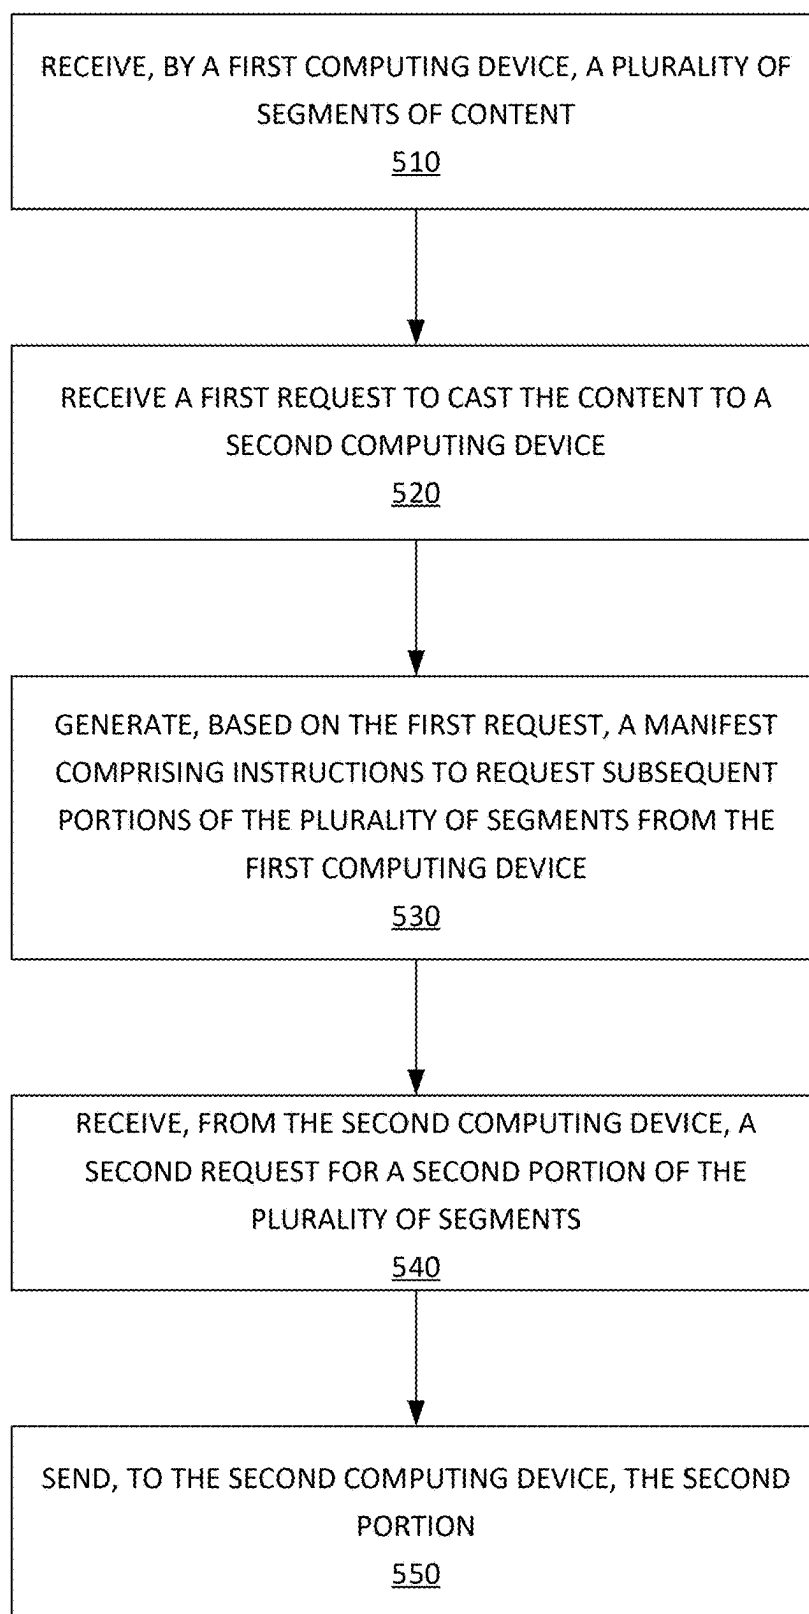 RECEIVE, BY A FIRST COMPUTING DEVICE, A PLURALITY OF
SEGMENTS OF CONTENT
510
RECEIVE A FIRST REQUEST TO CAST THE CONTENT TO A
SECOND COMPUTING DEVICE
520
GENERATE, BASED ON THE FIRST REQUEST, A MANIFEST
COMPRISING INSTRUCTIONS TO REQUEST SUBSEQUENT
PORTIONS OF THE PLURALITY OF SEGMENTS FROM THE
FIRST COMPUTING DEVICE
530
RECEIVE, FROM THE SECOND COMPUTING DEVICE, A
SECOND REQUEST FOR A SECOND PORTION OF THE
PLURALITY OF SEGMENTS
540
SEND, TO THE SECOND COMPUTING DEVICE, THE SECOND
PORTION
550